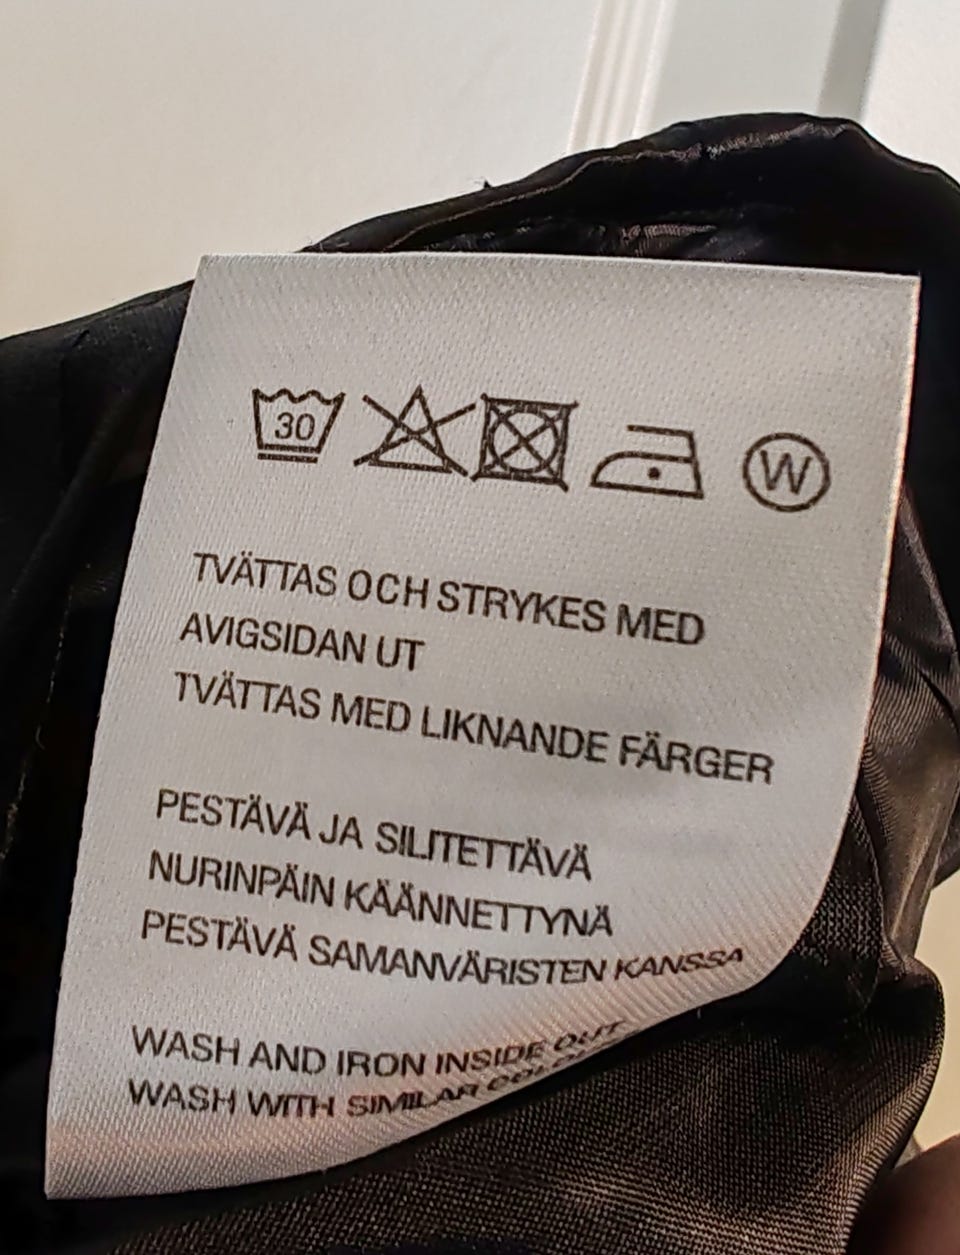 30 W
TVÄTTAS OCH STRYKES MED
AVIGSIDAN UT
TVÄTTAS MED LIKNANDE FÄRGER
PESTÄVÄ JA SILITETTÄVÄ
NURINPÄIN KÄÄNNETTYNÄ
PESTÄVÄ SAMANVÄRISTEN KANSSA
WASH AND IRON INSIDE OUT
WASH WITH SIMILAR